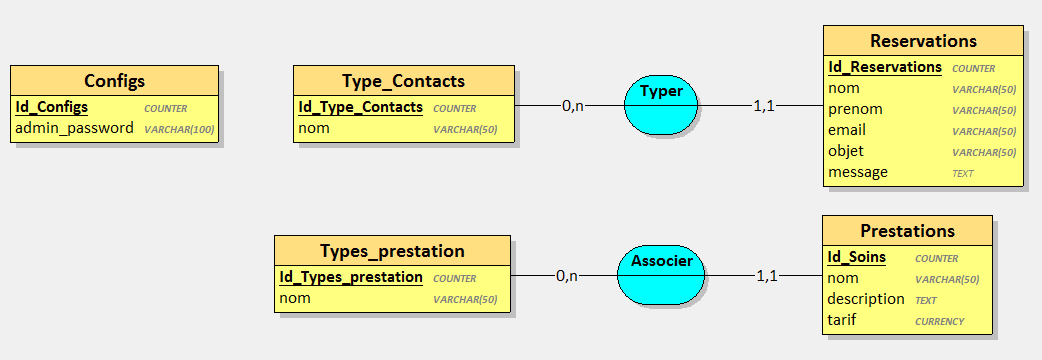 Configs
Id_Configs COUNTER
admin_password VARCHAR(100)
Type_Contacts
Id_Type_Contacts COUNTER
nom VARCHAR(50)
0,n
Typer
1,1
Reservations
Id_Reservations COUNTER
nom VARCHAR(50)
prenom VARCHAR(50)
email VARCHAR(50)
objet VARCHAR(50)
message TEXT
Types_prestation
Id_Types_prestation COUNTER
nom VARCHAR(50)
0,n
Associer
1,1
Prestations
Id_Soins COUNTER
nom VARCHAR(50)
description TEXT
tarif CURRENCY